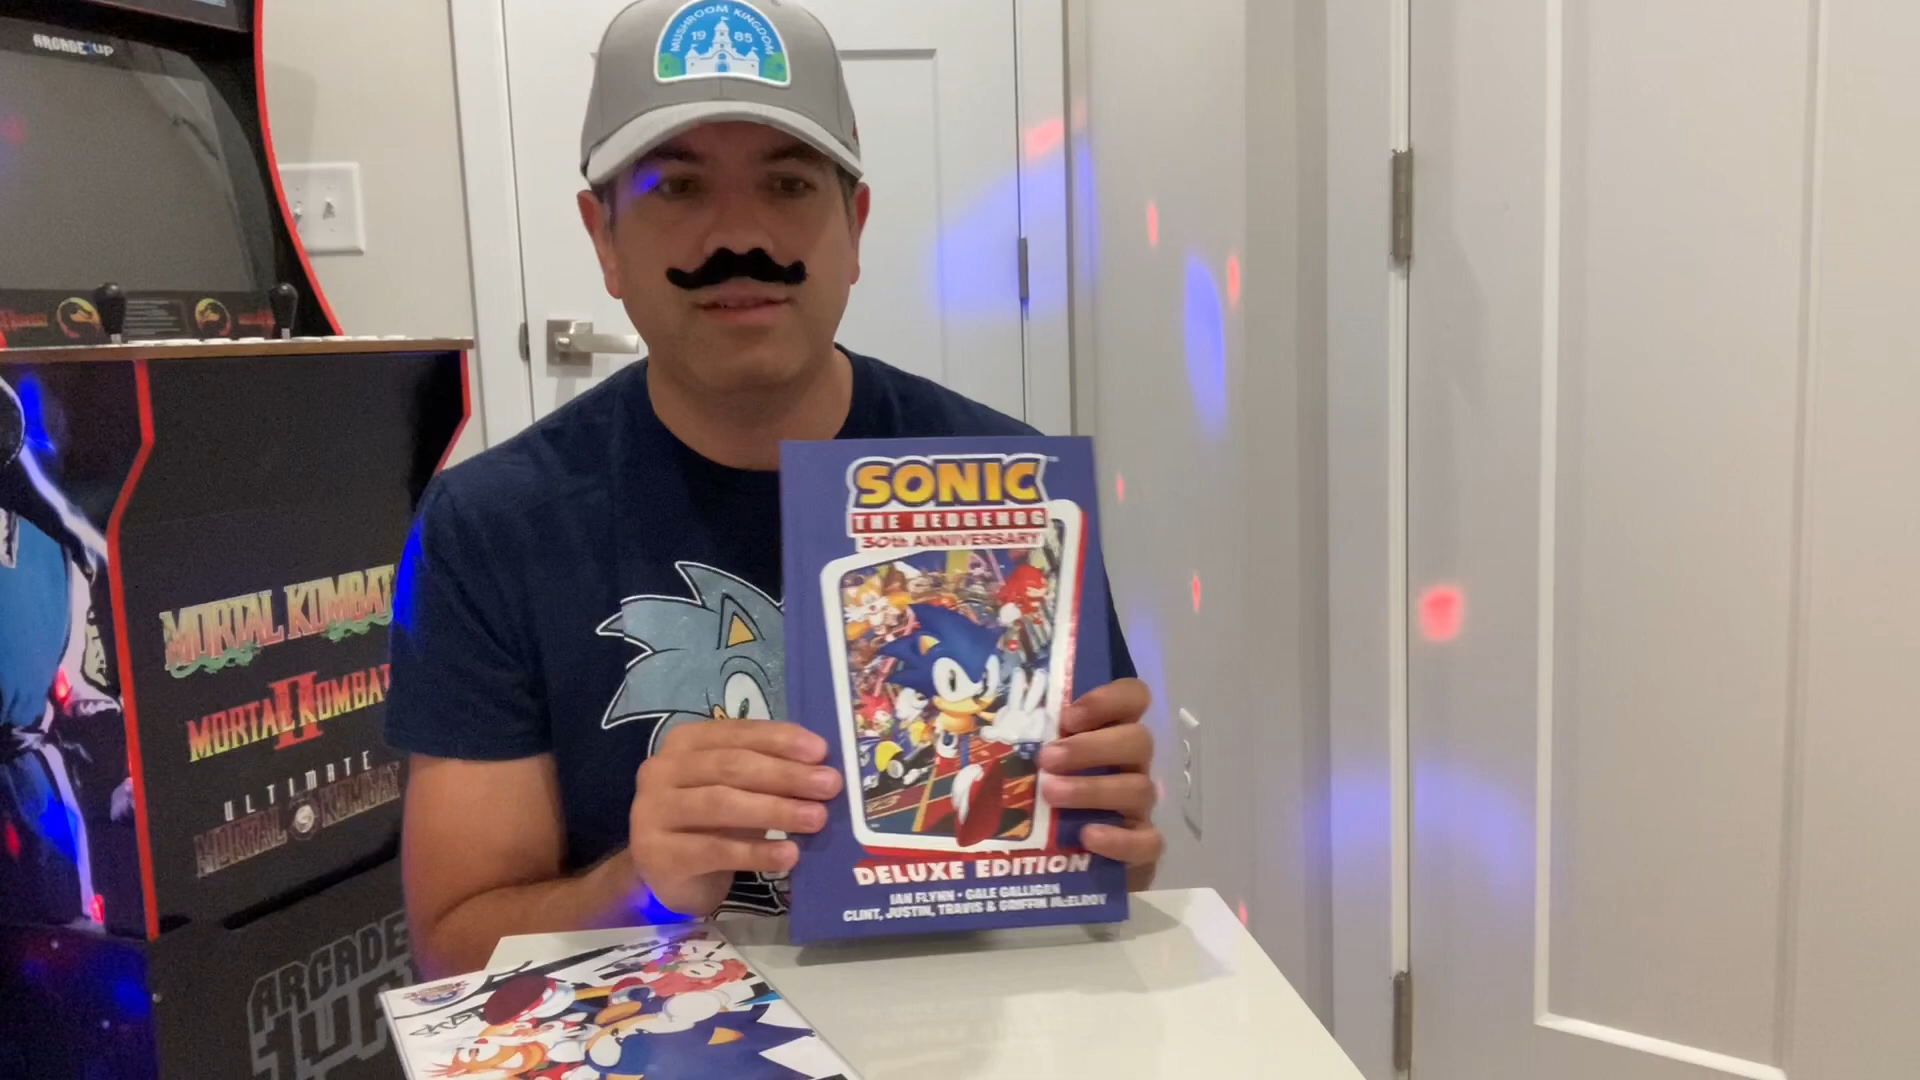 ARCADE1UP
MUSHROOM KINGDOM
19 85
SONIC
THE HEDGEHOG
30th ANNIVERSARY
DELUXE EDITION
IAN FLYNN • GALE GALLIGAN
CLINT, JUSTIN, TRAVIS & GRIFFIN McELROY
MORTAL KOMBAT
MORTAL KOMBAT
II
ULTIMATE
MORTAL KOMBAT
3
ARCADE
1UP